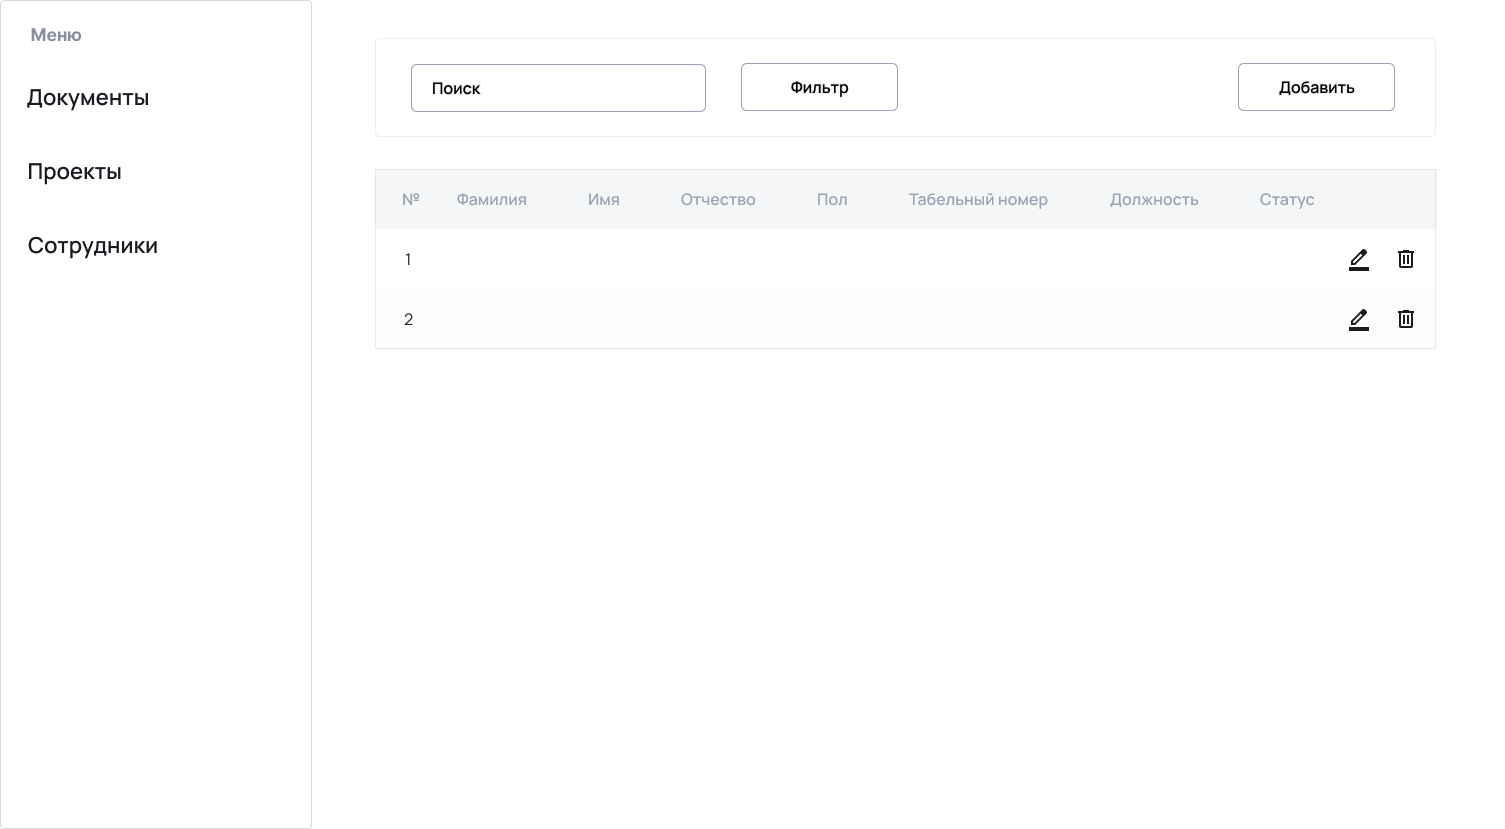 Меню
Документы
Проекты
Сотрудники
Поиск
Фильтр
Добавить
№ Фамилия Имя Отчество Пол Табельный номер Должность Статус
1
2